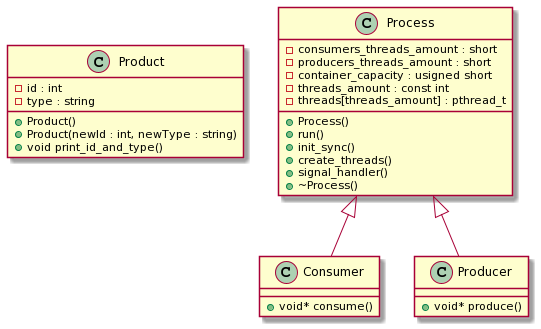 C Product
id : int
type : string
Product()
Product(newId : int, newType : string)
void print_id_and_type()
C Process
consumers_threads_amount : short
producers_threads_amount : short
container_capacity : usigned short
threads_amount : const int
threads[threads_amount] : pthread_t
Process()
run()
init_sync()
create_threads()
signal_handler()
~Process()
C Consumer
void* consume()
C Producer
void* produce()